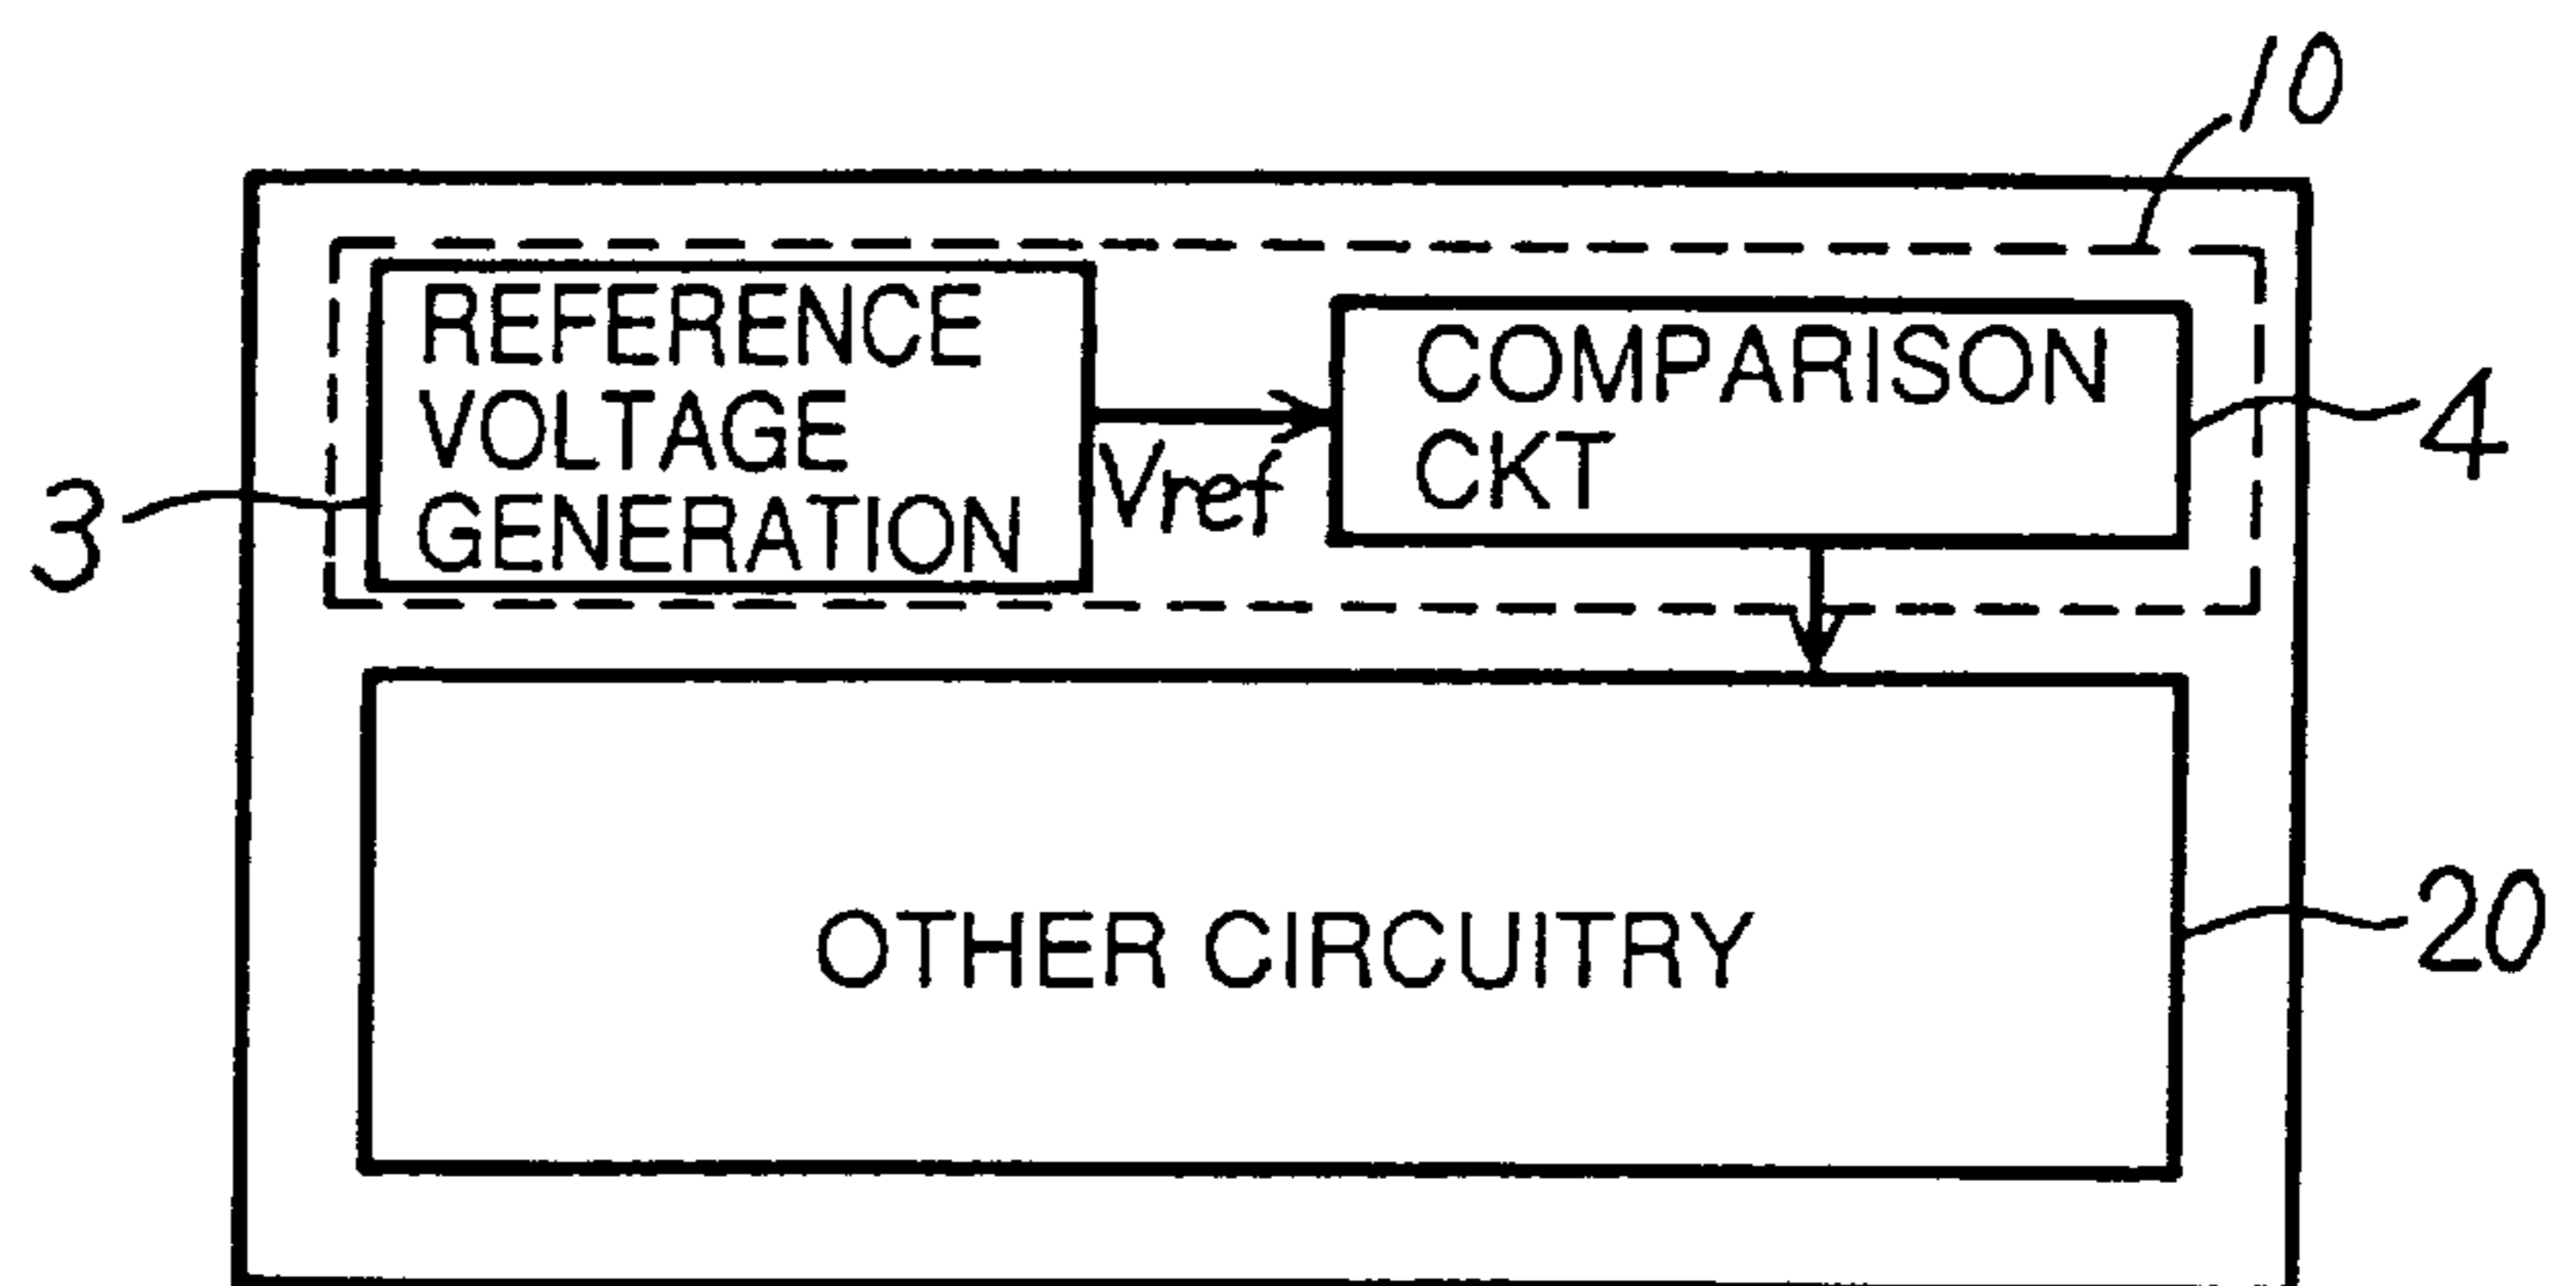 10
REFERENCE
VOLTAGE
GENERATION
Vref
COMPARISON
CKT
3
4
OTHER CIRCUITRY
20